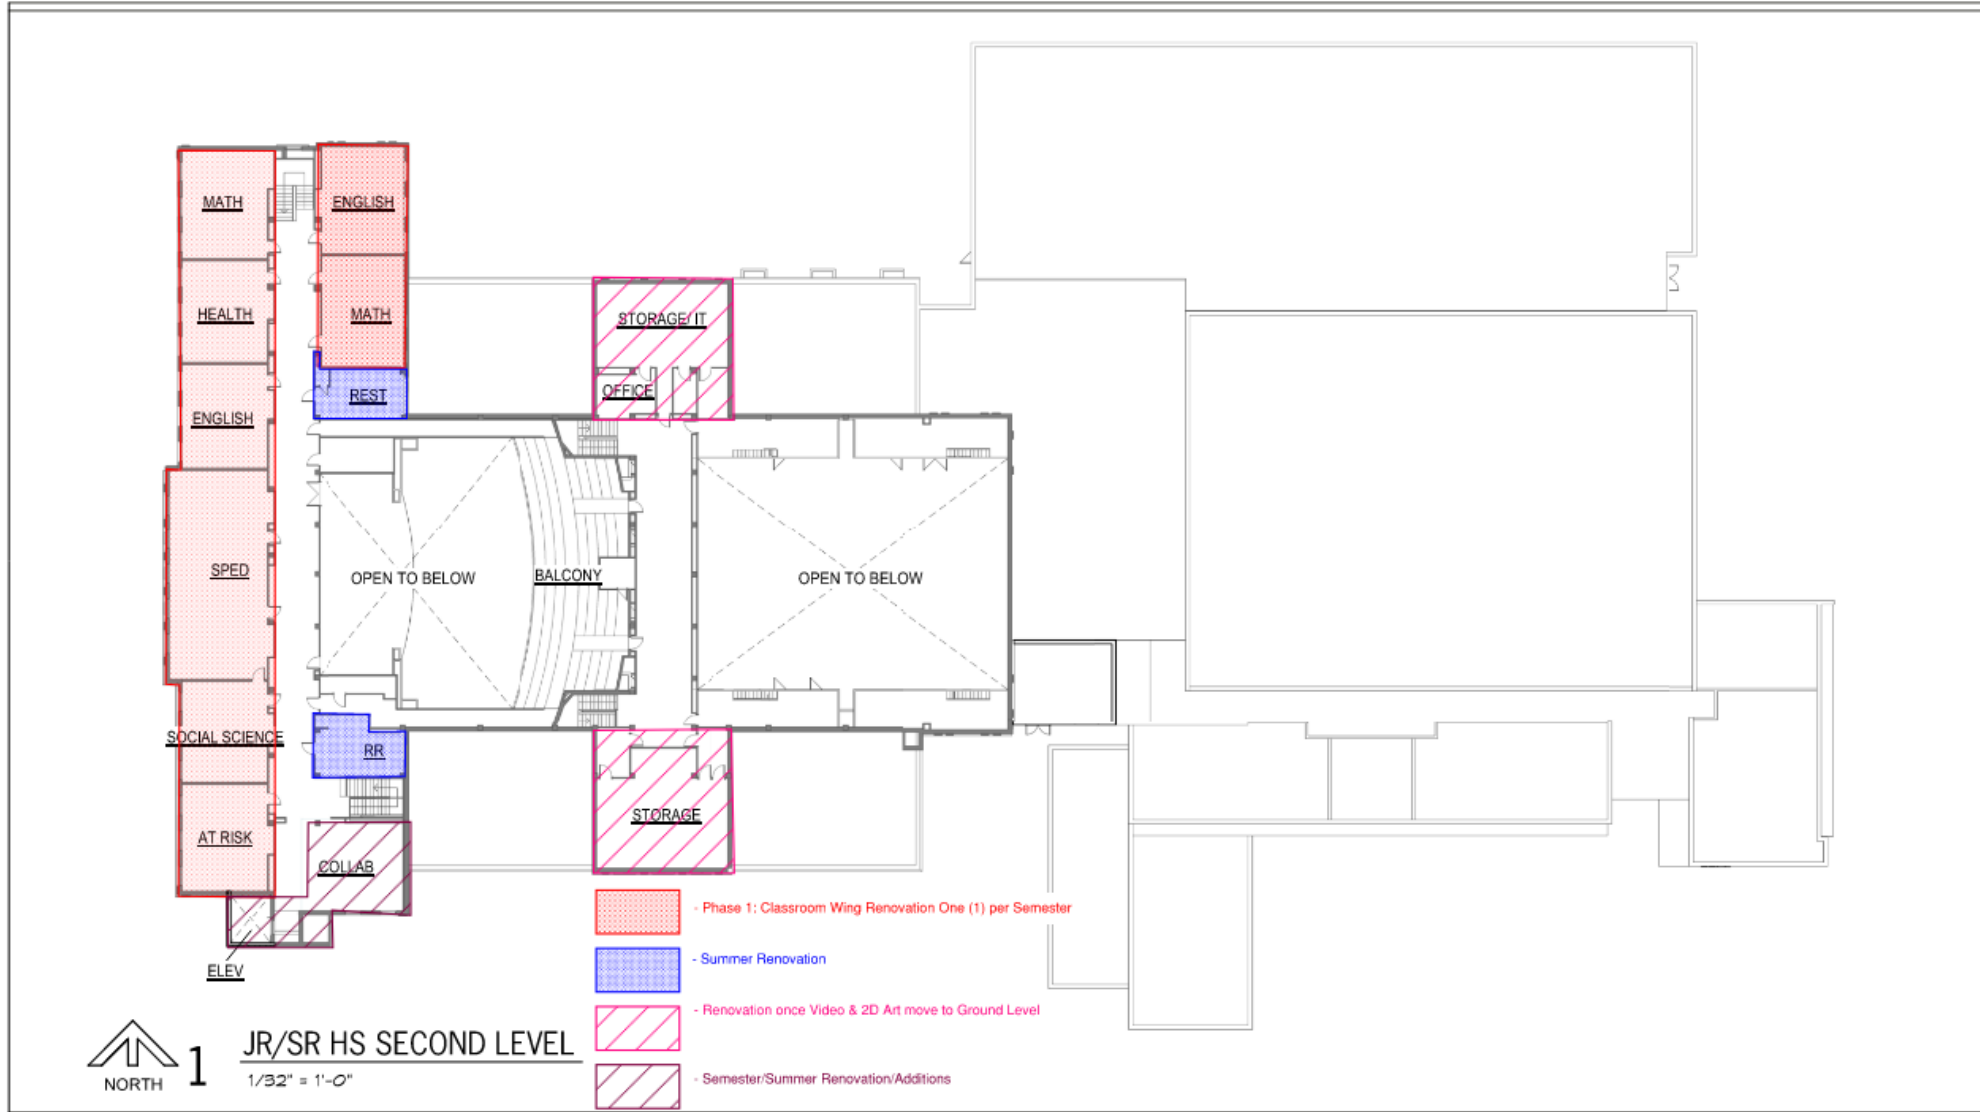 MATH
ENGLISH
HEALTH
MATH
STORAGE/ IT
REST
OFFICE
ENGLISH
SPED
OPEN TO BELOW
BALCONY
OPEN TO BELOW
SOCIAL SCIENCE
RR
STORAGE
AT RISK
COLLAB
ELEV
- Phase 1: Classroom Wing Renovation One (1) per Semester
- Summer Renovation
- Renovation once Video & 2D Art move to Ground Level
- Semester/Summer Renovation/Additions
NORTH
1
JR/SR HS SECOND LEVEL
1/32" = 1'-0"